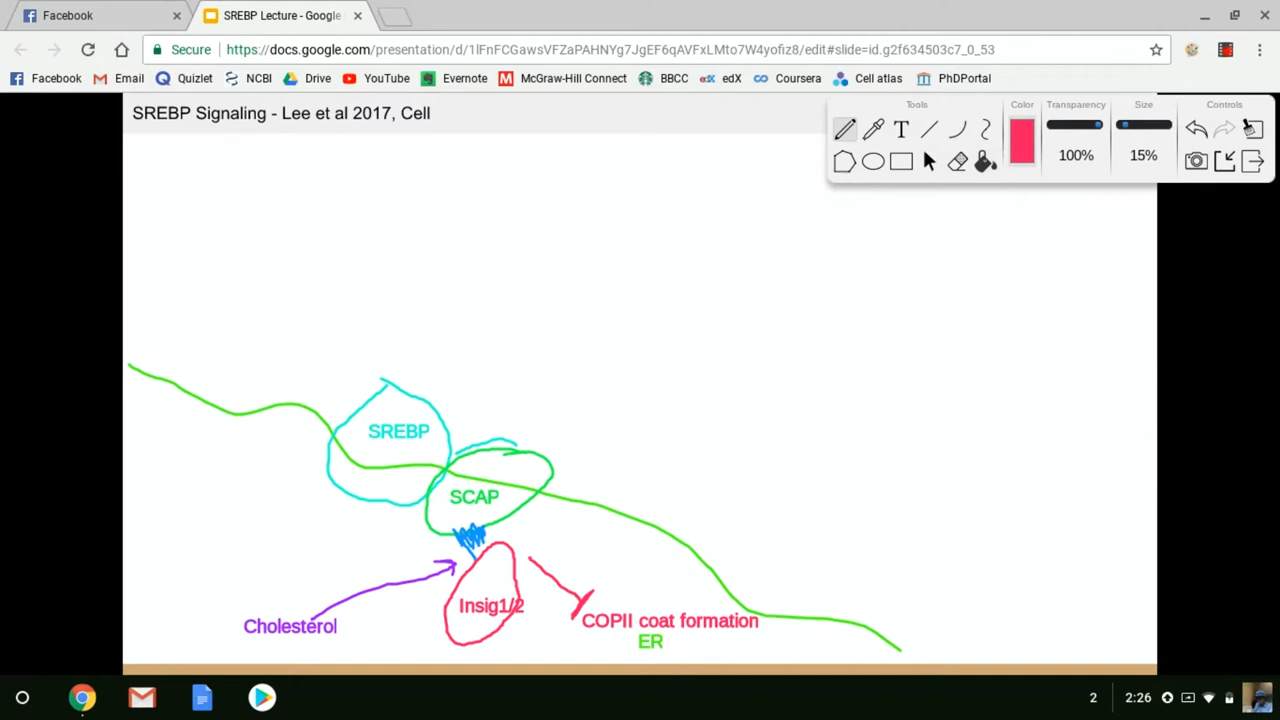 Facebook
SREBP Lecture - Google
Secure
https://docs.google.com/presentation/d/1lFnFCGawsVFZaPAHNYg7JgEF6qAVFxLMto7W4yofiz8/edit#slide=id.g2f634503c7_0_53
Facebook Email Quizlet NCBI Drive YouTube Evernote McGraw-Hill Connect BBCC edX Coursera Cell atlas PhDPortal
SREBP Signaling - Lee et al 2017, Cell
Tools Color Transparency Size Controls
100% 15%
SREBP
SCAP
Insig1/2
Cholesterol
COPII coat formation
ER
2 2:26